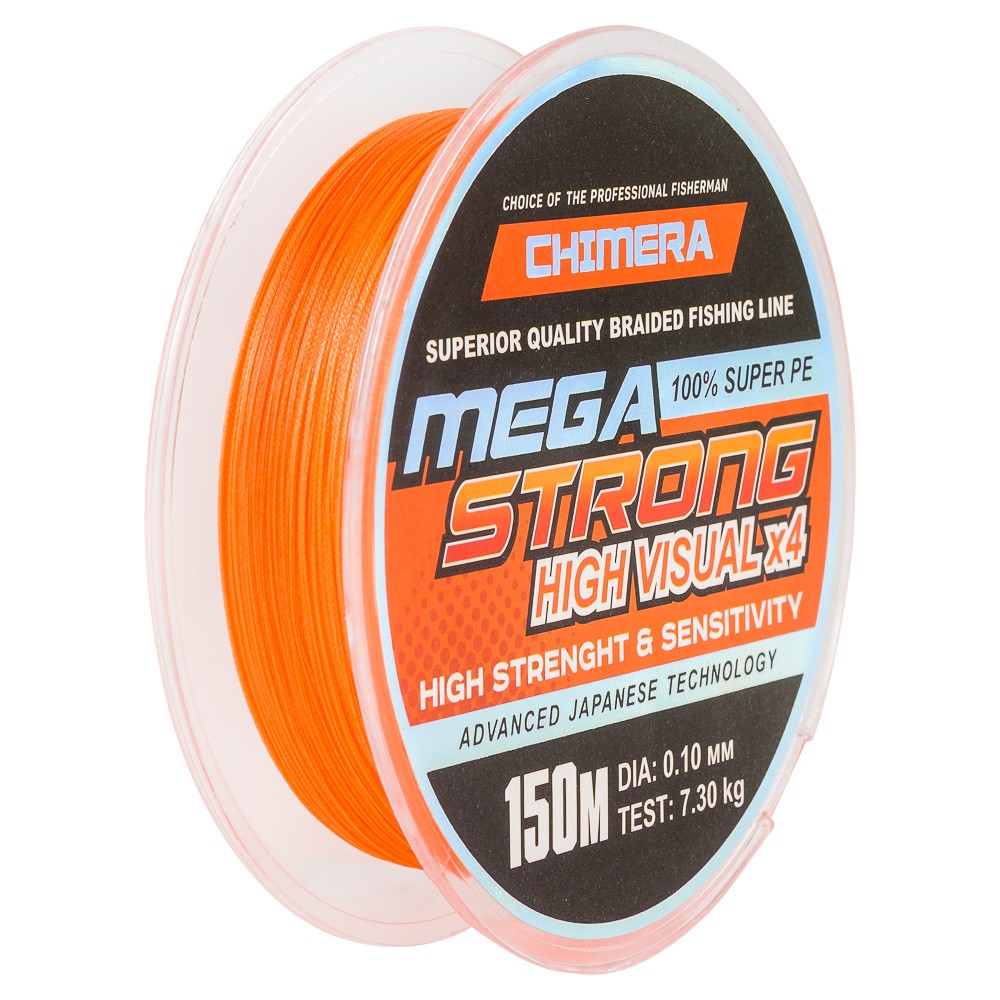 CHOICE OF THE PROFESSIONAL FISHERMAN
CHIMERA
SUPERIOR QUALITY BRAIDED FISHING LINE
MEGA 100% SUPER PE
STRONG
HIGH VISUAL x4
HIGH STRENGHT & SENSITIVITY
ADVANCED JAPANESE TECHNOLOGY
150M DIA: 0.10 мм
TEST: 7.30 kg